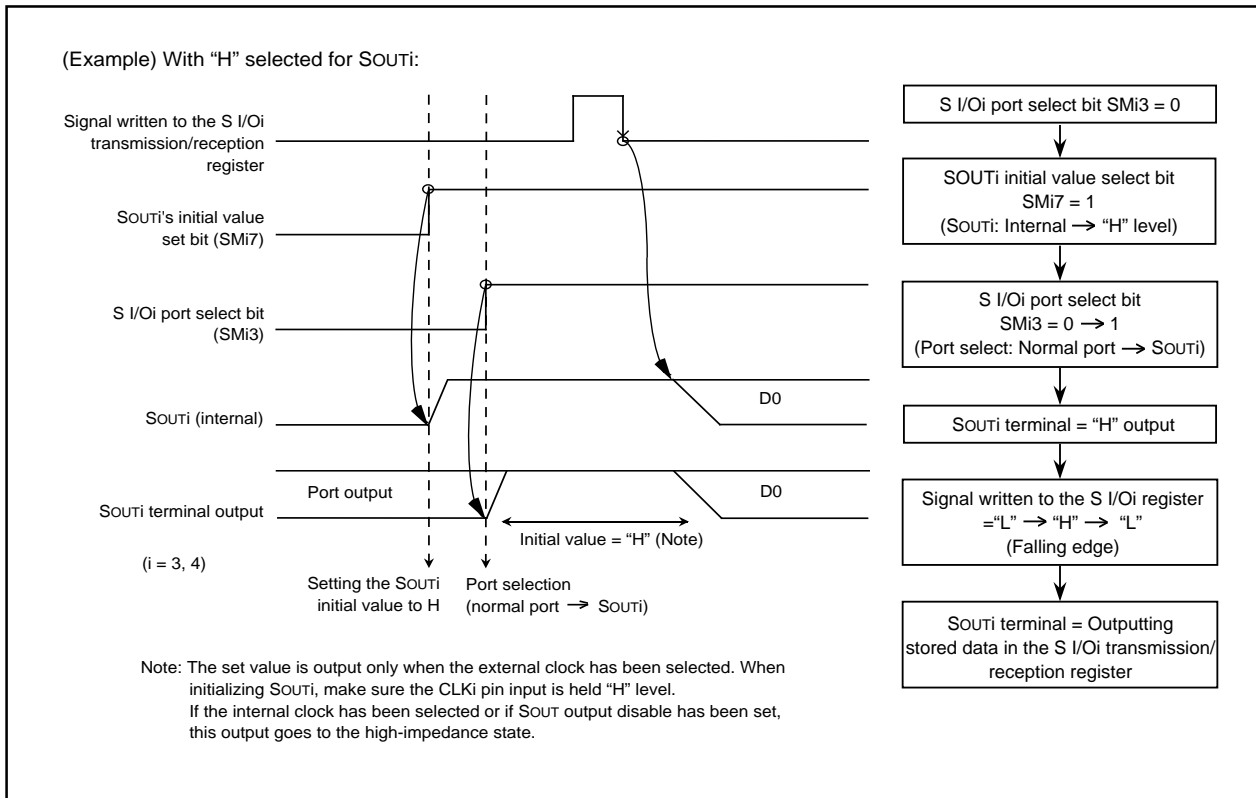 (Example) With “H” selected for SOUTi:
Signal written to the S I/Oi
transmission/reception
register
SOUTi's initial value
set bit (SMi7)
S I/Oi port select bit
(SMi3)
SOUTi (internal)
D0
Port output
D0
SOUTi terminal output
Initial value = “H” (Note)
(i = 3, 4)
Setting the SOUTi
initial value to H
Port selection
(normal port → SOUTi)
Note: The set value is output only when the external clock has been selected. When
initializing SOUTi, make sure the CLKi pin input is held “H” level.
If the internal clock has been selected or if SOUT output disable has been set,
this output goes to the high-impedance state.
S I/Oi port select bit SMi3 = 0
SOUTi initial value select bit
SMi7 = 1
(SOUTi: Internal → “H” level)
S I/Oi port select bit
SMi3 = 0 → 1
(Port select: Normal port → SOUTi)
SOUTi terminal = “H” output
Signal written to the S I/Oi register
=“L” → “H” → “L”
(Falling edge)
SOUTi terminal = Outputting
stored data in the S I/Oi transmission/
reception register